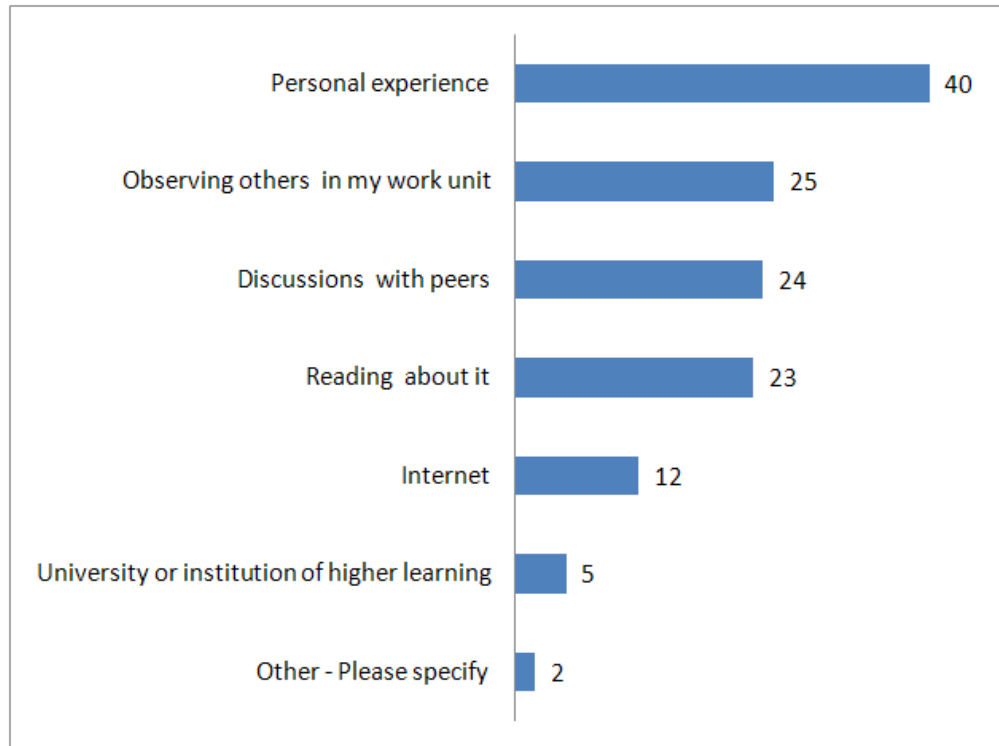 Personal experience 40
Observing others in my work unit 25
Discussions with peers 24
Reading about it 23
Internet 12
University or institution of higher learning 5
Other - Please specify 2